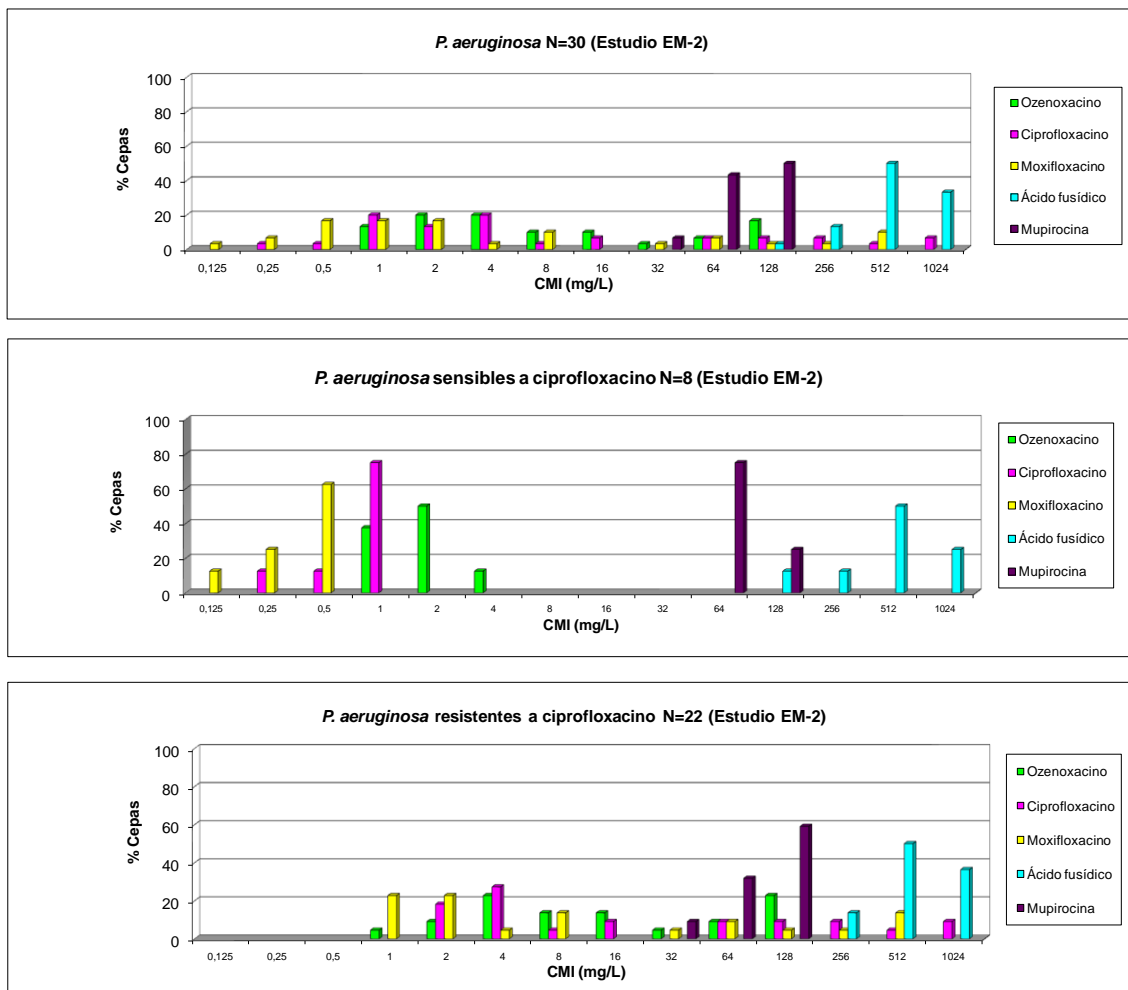 P. aeruginosa N=30 (Estudio EM-2)
% Cepas
100
80
60
40
20
0
0,125 0,25 0,5 1 2 4 8 16 32 64 128 256 512 1024
CMI (mg/L)
Ozenoxacino
Ciprofloxacino
Moxifloxacino
Ácido fusídico
Mupirocina
P. aeruginosa sensibles a ciprofloxacino N=8 (Estudio EM-2)
% Cepas
100
80
60
40
20
0
0,125 0,25 0,5 1 2 4 8 16 32 64 128 256 512 1024
CMI (mg/L)
Ozenoxacino
Ciprofloxacino
Moxifloxacino
Ácido fusídico
Mupirocina
P. aeruginosa resistentes a ciprofloxacino N=22 (Estudio EM-2)
% Cepas
100
80
60
40
20
0
0,125 0,25 0,5 1 2 4 8 16 32 64 128 256 512 1024
CMI (mg/L)
Ozenoxacino
Ciprofloxacino
Moxifloxacino
Ácido fusídico
Mupirocina